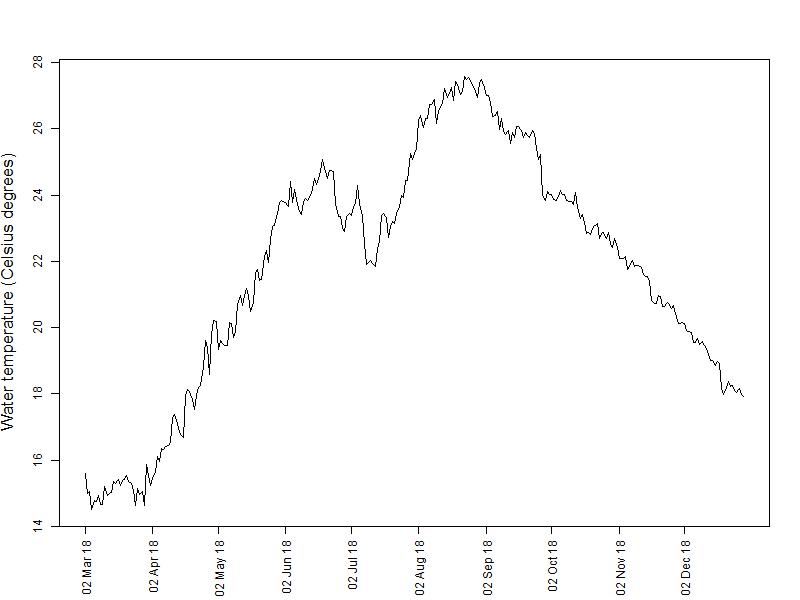 Water temperature (Celsius degrees)
28
26
24
22
20
18
16
14
02 Mar 18
02 Apr 18
02 May 18
02 Jun 18
02 Jul 18
02 Aug 18
02 Sep 18
02 Oct 18
02 Nov 18
02 Dec 18